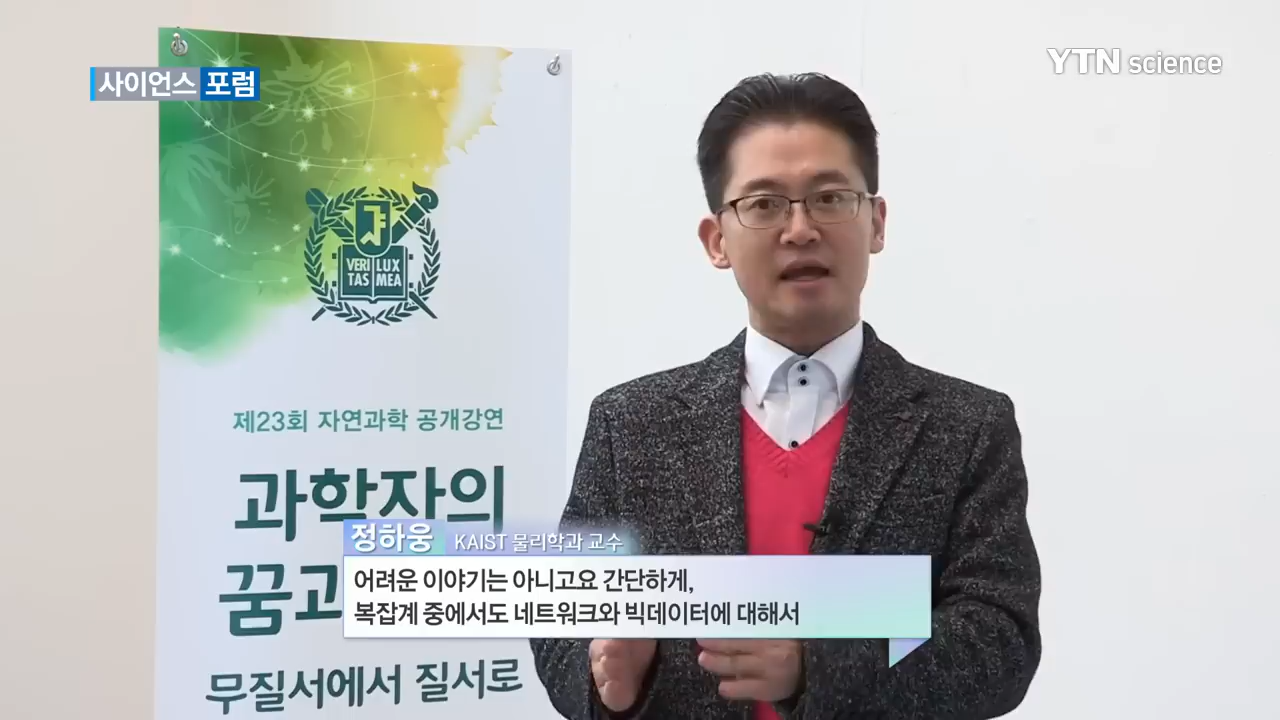 사이언스 포럼
YTN science
VERI LUX
TAS MEA
제23회 자연과학 공개강연
과학자의
꿈과
무질서에서 질서로
정하웅 KAIST 물리학과 교수
어려운 이야기는 아니고요 간단하게,
복잡계 중에서도 네트워크와 빅데이터에 대해서